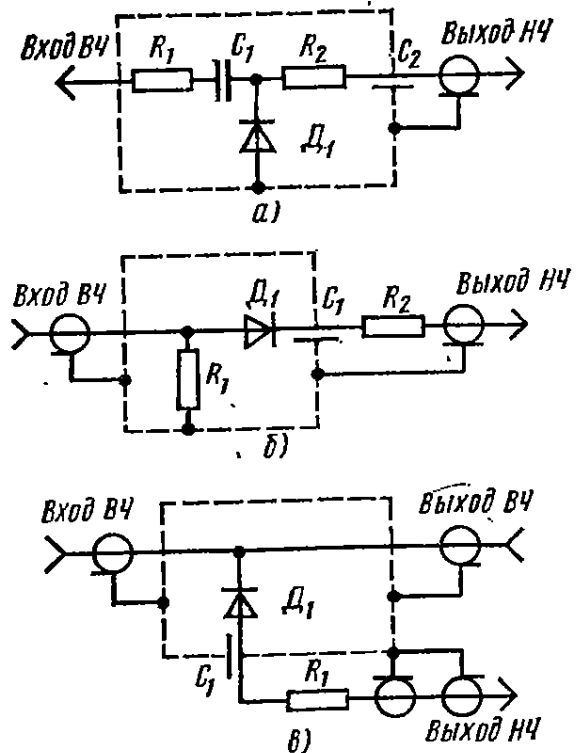 Вход ВЧ R1 C1 R2 C2 Выход НЧ
Д1
а)
Вход ВЧ Д1 C1 R2 Выход НЧ
R1
б)
Вход ВЧ Выход ВЧ
Д1
C1 R1
Выход НЧ
в)